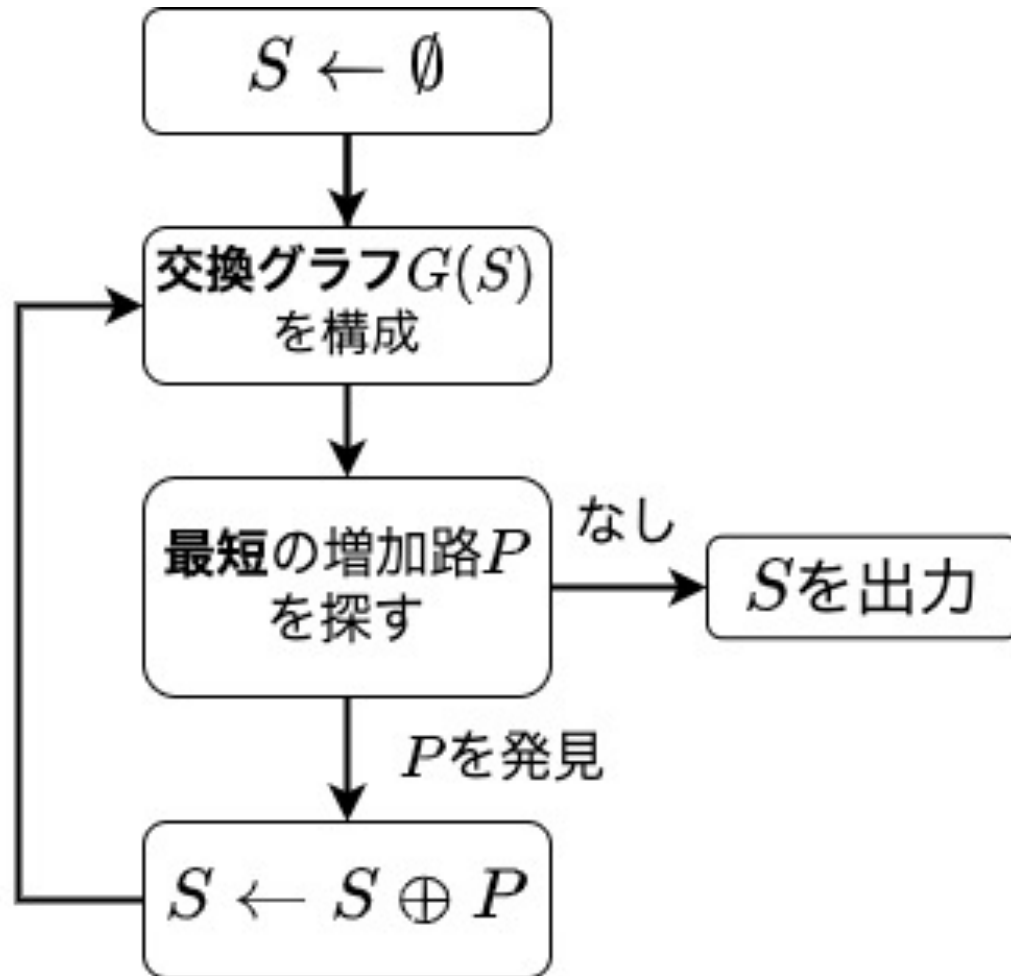 S ← ∅
交換グラフG(S)
を構成
最短の増加路P
を探す
なし
Sを出力
Pを発見
S ← S ⊕ P